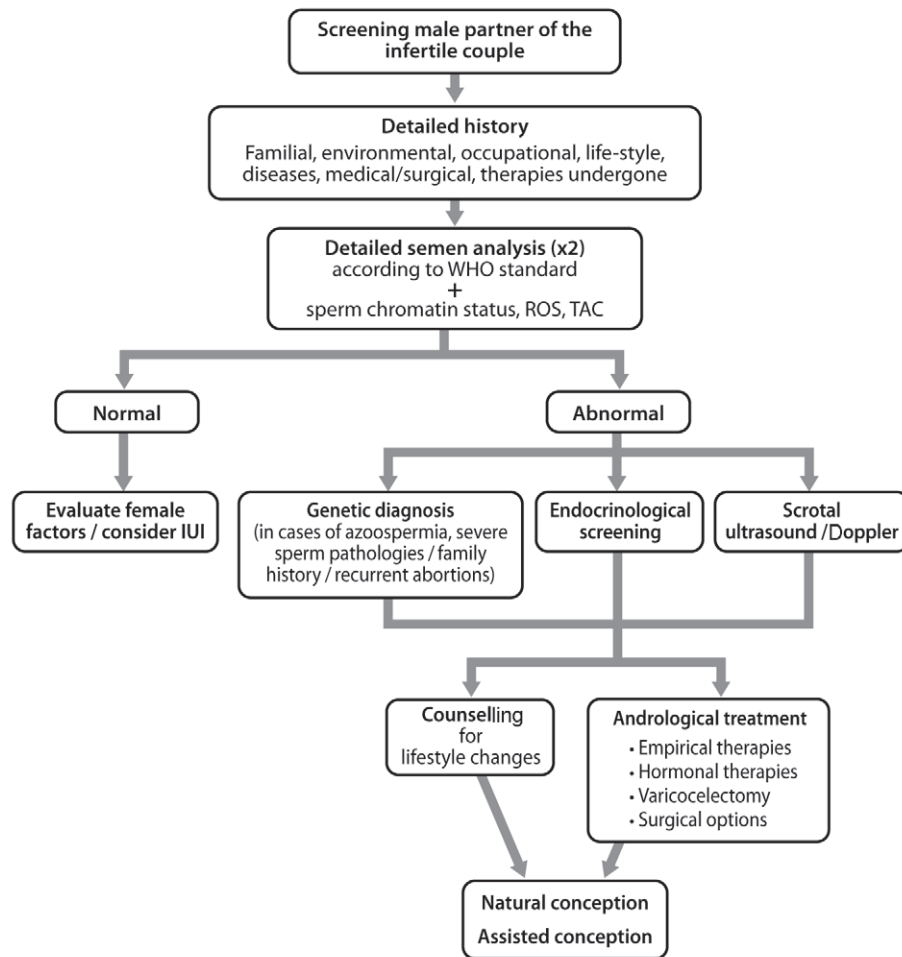 Screening male partner of the
infertile couple
Detailed history
Familial, environmental, occupational, life-style,
diseases, medical/surgical, therapies undergone
Detailed semen analysis (x2)
according to WHO standard
+
sperm chromatin status, ROS, TAC
Normal
Abnormal
Evaluate female
factors / consider IUI
Genetic diagnosis
(in cases of azoospermia, severe
sperm pathologies / family
history / recurrent abortions)
Endocrinological
screening
Scrotal
ultrasound /Doppler
Counselling
for
lifestyle changes
Andrological treatment
• Empirical therapies
• Hormonal therapies
• Varicocelectomy
• Surgical options
Natural conception
Assisted conception